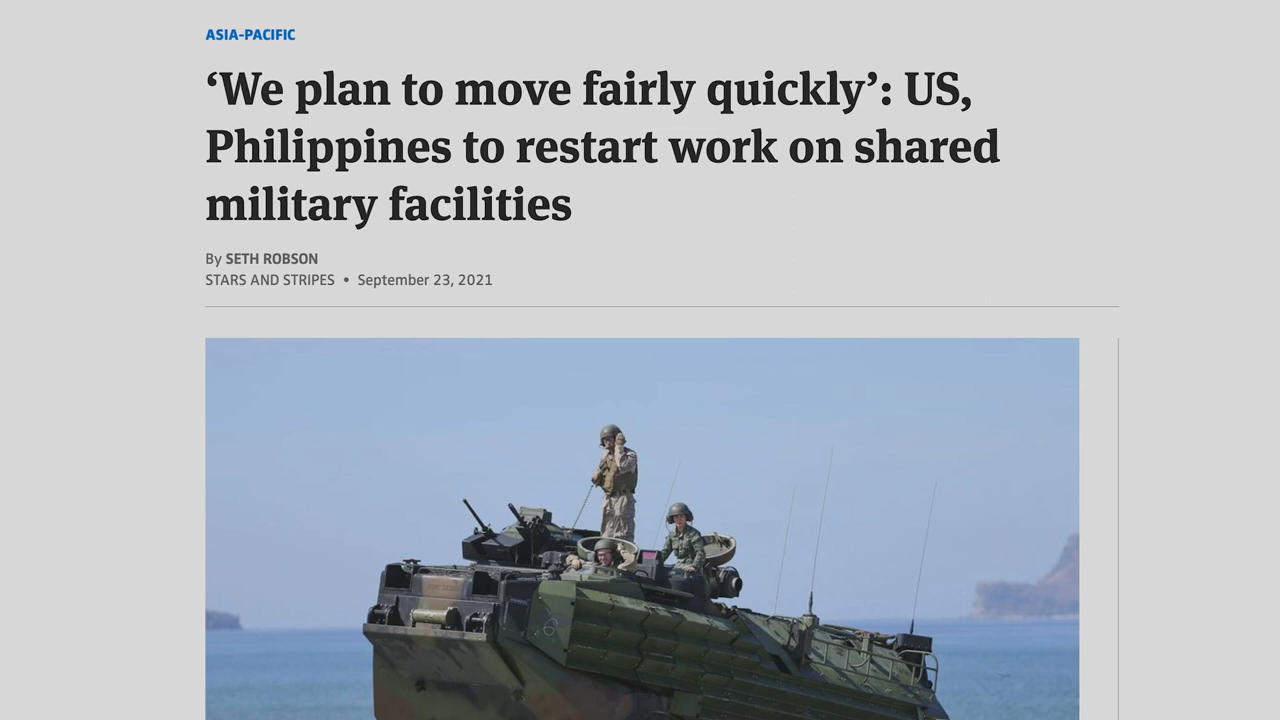 ASIA-PACIFIC
‘We plan to move fairly quickly’: US,
Philippines to restart work on shared
military facilities
By SETH ROBSON
STARS AND STRIPES • September 23, 2021